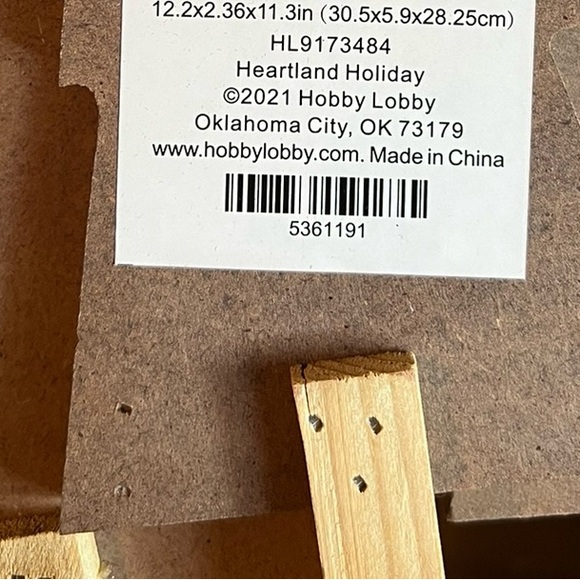 12.2x2.36x11.3in (30.5x5.9x28.25cm)
HL9173484
Heartland Holiday
©2021 Hobby Lobby
Oklahoma City, OK 73179
www.hobbylobby.com. Made in China
5361191